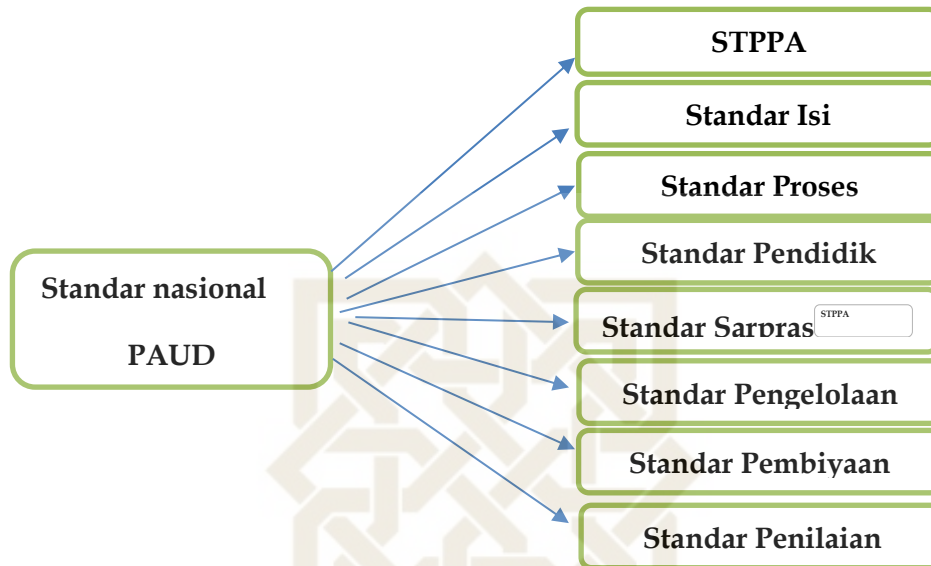 STPPA
Standar Isi
Standar Proses
Standar Pendidik
Standar nasional
PAUD
Standar Sarpras
STPPA
Standar Pengelolaan
Standar Pembiyaan
Standar Penilaian